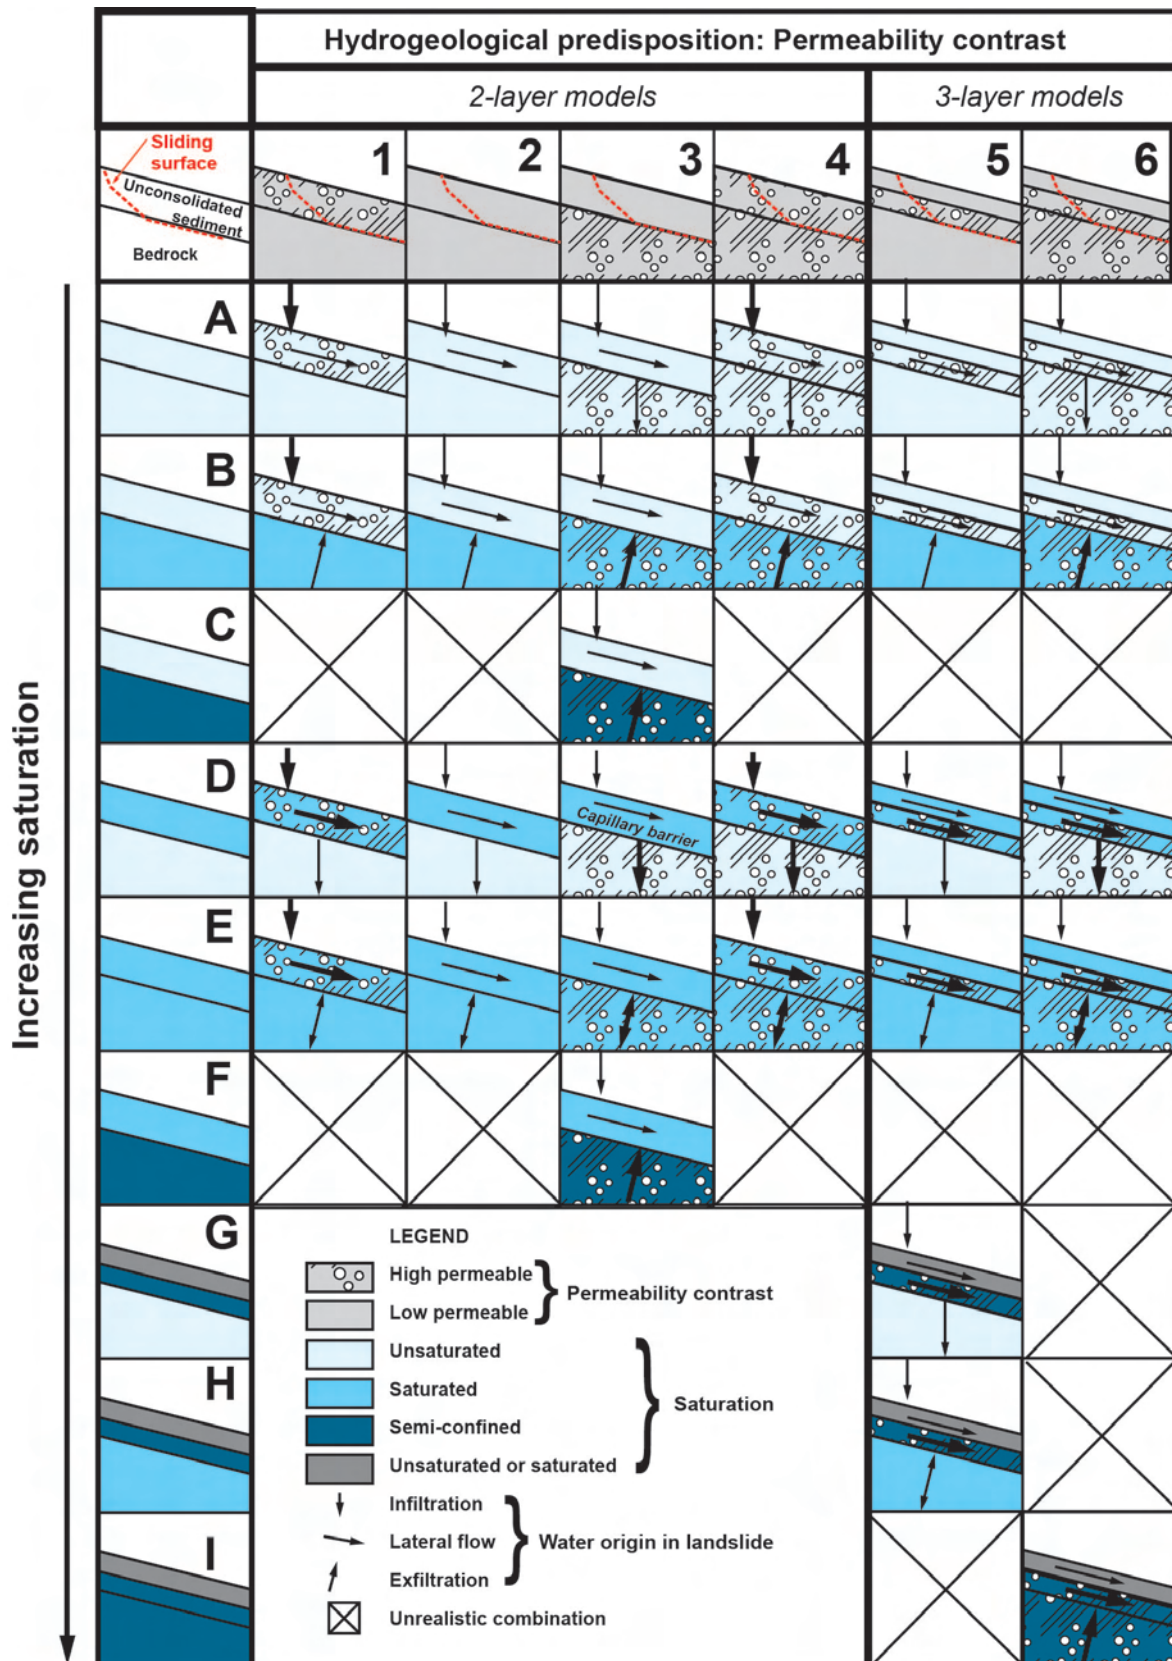 Hydrogeological predisposition: Permeability contrast
2-layer models
3-layer models
Sliding
surface
Unconsolidated
sediment
Bedrock
1
2
3
4
5
6
Increasing saturation
A
B
C
D
Capillary barrier
E
F
G
H
I
LEGEND
High permeable
Low permeable
Permeability contrast
Unsaturated
Saturated
Semi-confined
Unsaturated or saturated
Saturation
Infiltration
Lateral flow
Exfiltration
Water origin in landslide
Unrealistic combination